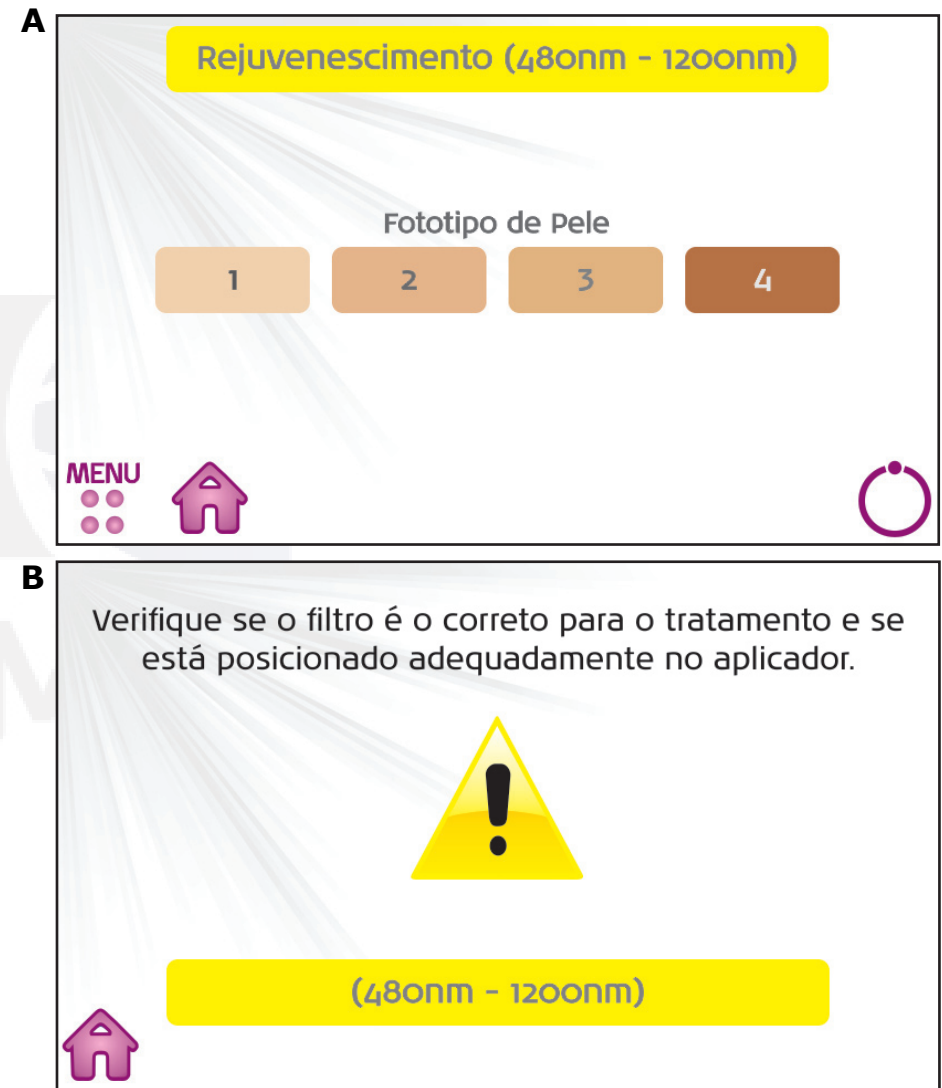 A
Rejuvenescimento (480nm - 1200nm)
Fototipo de Pele
1 2 3 4
MENU
B
Verifique se o filtro é o correto para o tratamento e se
está posicionado adequadamente no aplicador.
!
(480nm - 1200nm)